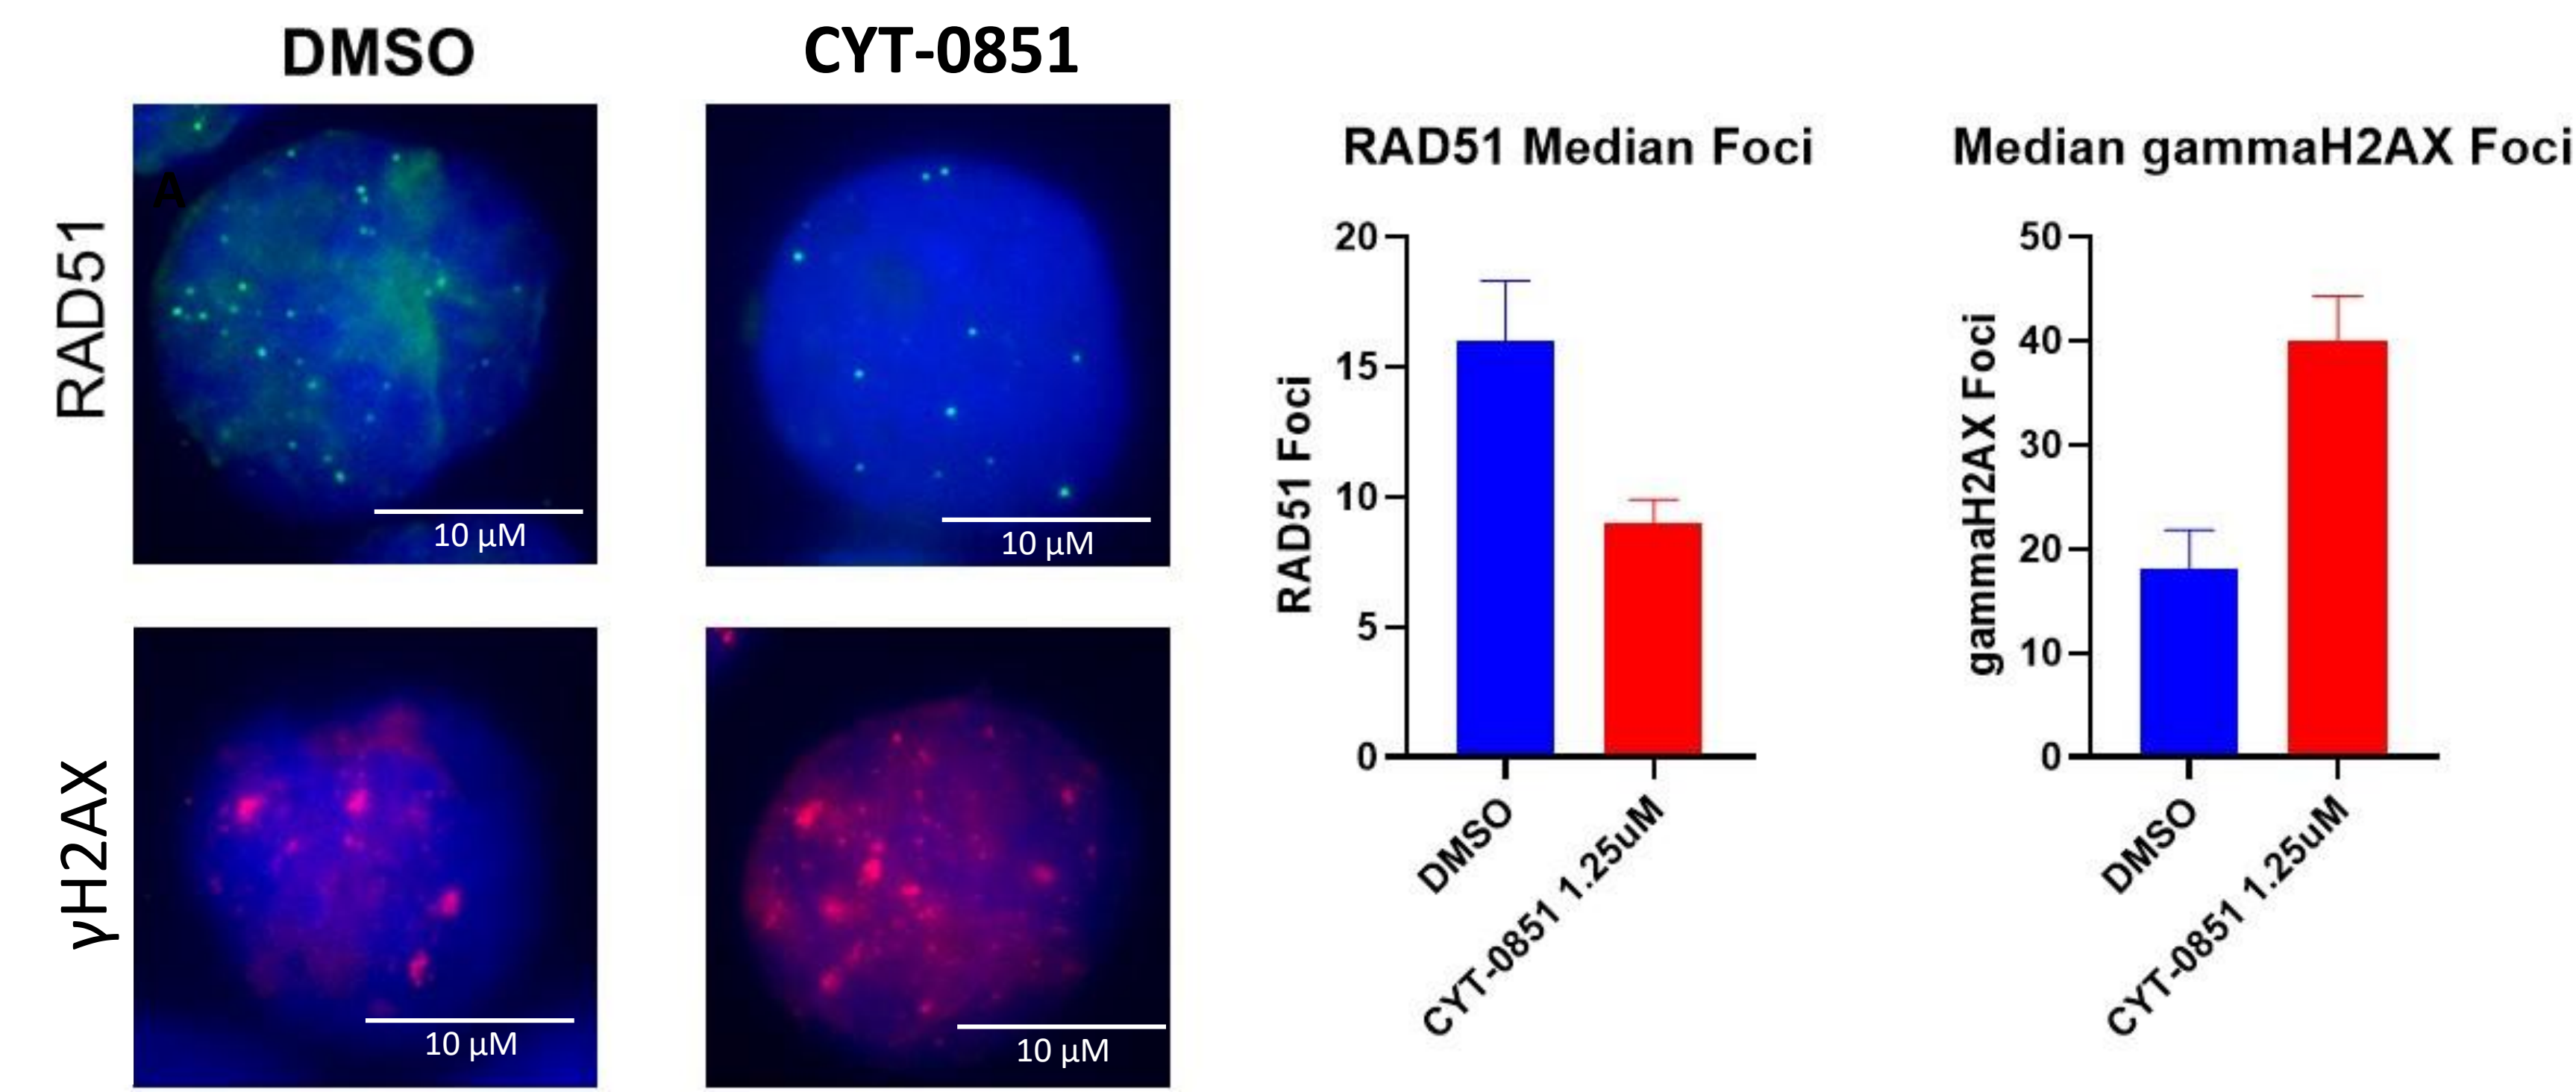 DMSO
CYT-0851
A
RAD51
10 µM
10 µM
γH2AX
10 µM
10 µM
RAD51 Median Foci
RAD51 Foci
20
15
10
5
0
DMSO
CYT-0851 1.25uM
Median gammaH2AX Foci
gammaH2AX Foci
50
40
30
20
10
0
DMSO
CYT-0851 1.25uM